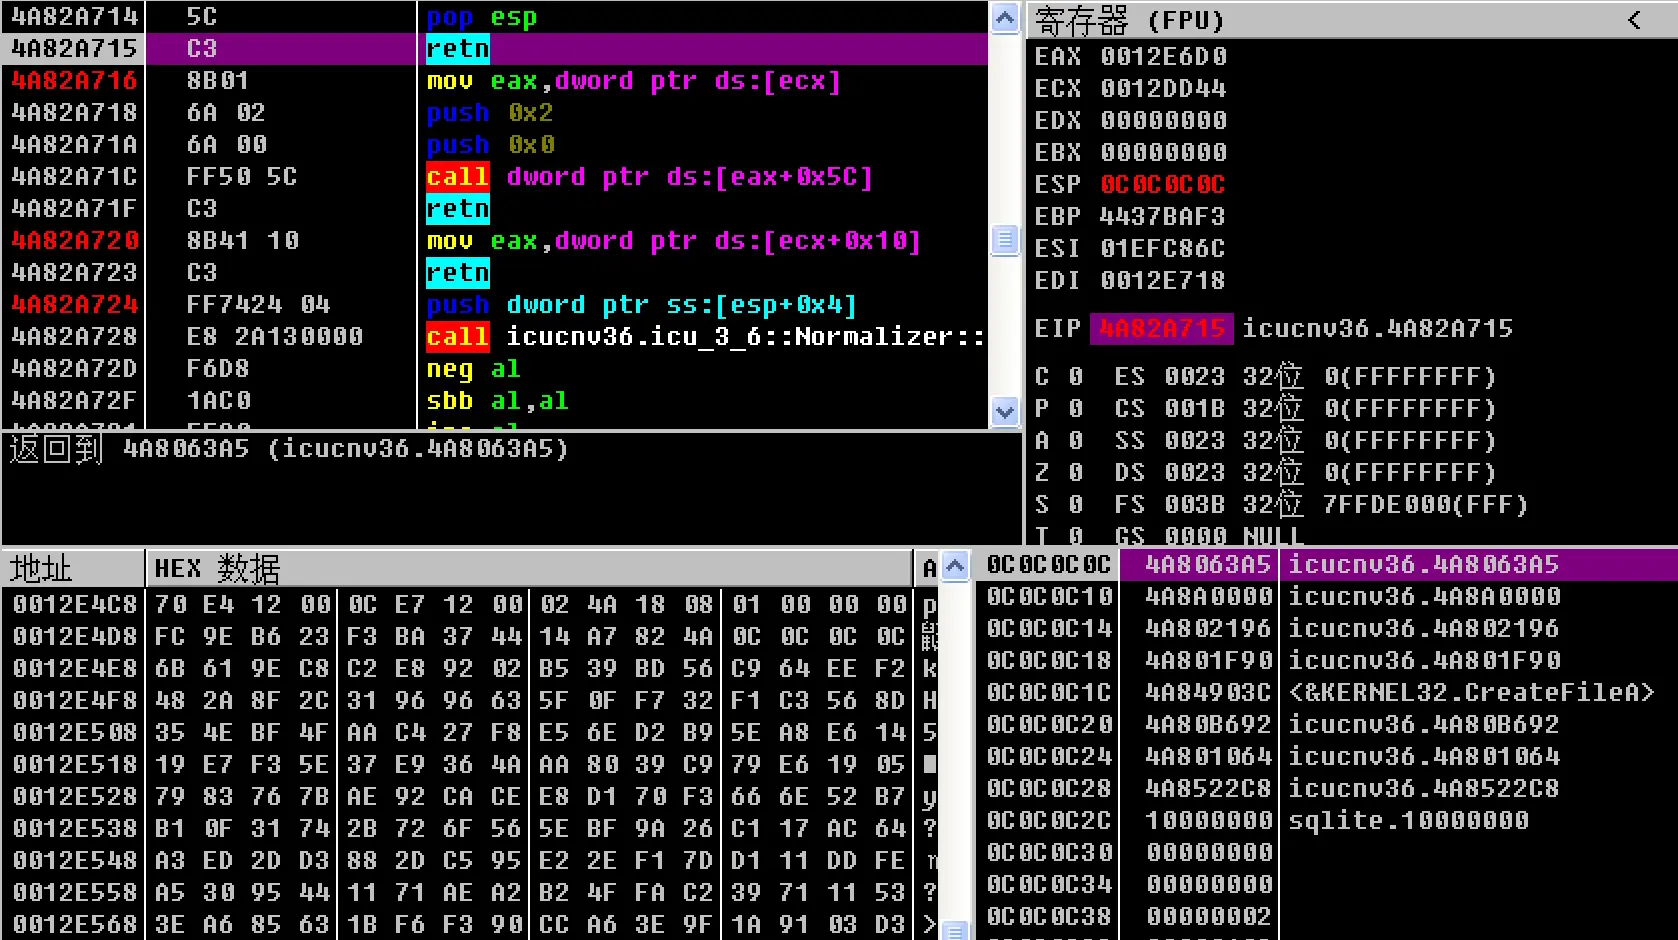 4A82A714 5C pop esp
4A82A715 C3 retn
4A82A716 8B01 mov eax,dword ptr ds:[ecx]
4A82A718 6A 02 push 0x2
4A82A71A 6A 00 push 0x0
4A82A71C FF50 5C call dword ptr ds:[eax+0x5C]
4A82A71F C3 retn
4A82A720 8B41 10 mov eax,dword ptr ds:[ecx+0x10]
4A82A723 C3 retn
4A82A724 FF7424 04 push dword ptr ss:[esp+0x4]
4A82A728 E8 2A130000 call icucnv36.icu_3_6::Normalizer::
4A82A72D F6D8 neg al
4A82A72F 1AC0 sbb al,al
返回到 4A8063A5 (icucnv36.4A8063A5)
寄存器 (FPU) <
EAX 0012E6D0
ECX 0012DD44
EDX 00000000
EBX 00000000
ESP 0C0C0C0C
EBP 4437BAF3
ESI 01EFC86C
EDI 0012E718
EIP 4A82A715 icucnv36.4A82A715
C 0 ES 0023 32位 0(FFFFFFFF)
P 0 CS 001B 32位 0(FFFFFFFF)
A 0 SS 0023 32位 0(FFFFFFFF)
Z 0 DS 0023 32位 0(FFFFFFFF)
S 0 FS 003B 32位 7FFDE000(FFF)
T 0 GS 0000 NULL
地址 HEX 数据 A
0012E4C8 70 E4 12 00 0C E7 12 00 02 4A 18 08 01 00 00 00 p
0012E4D8 FC 9E B6 23 F3 BA 37 44 14 A7 82 4A 0C 0C 0C 0C
0012E4E8 6B 61 9E C8 C2 E8 92 02 B5 39 BD 56 C9 64 EE F2 k
0012E4F8 48 2A 8F 2C 31 96 96 63 5F 0F F7 32 F1 C3 56 8D H
0012E508 35 4E BF 4F AA C4 27 F8 E5 6E D2 B9 5E A8 E6 14 5
0012E518 19 E7 F3 5E 37 E9 36 4A AA 80 39 C9 79 E6 19 05
0012E528 79 83 76 7B AE 92 CA CE E8 D1 70 F3 66 6E 52 B7 y
0012E538 B1 0F 31 74 2B 72 6F 56 5E BF 9A 26 C1 17 AC 64 ?
0012E548 A3 ED 2D D3 88 2D C5 95 E2 2E F1 7D D1 11 DD FE
0012E558 A5 30 95 44 11 71 AE A2 B2 4F FA C2 39 71 11 53 ?
0012E568 3E A6 85 63 1B F6 F3 90 CC A6 3E 9F 1A 91 03 D3 >
0C0C0C0C 4A8063A5 icucnv36.4A8063A5
0C0C0C10 4A8A0000 icucnv36.4A8A0000
0C0C0C14 4A802196 icucnv36.4A802196
0C0C0C18 4A801F90 icucnv36.4A801F90
0C0C0C1C 4A84903C <&KERNEL32.CreateFileA>
0C0C0C20 4A80B692 icucnv36.4A80B692
0C0C0C24 4A801064 icucnv36.4A801064
0C0C0C28 4A8522C8 icucnv36.4A8522C8
0C0C0C2C 10000000 sqlite.10000000
0C0C0C30 00000000
0C0C0C34 00000000
0C0C0C38 00000002